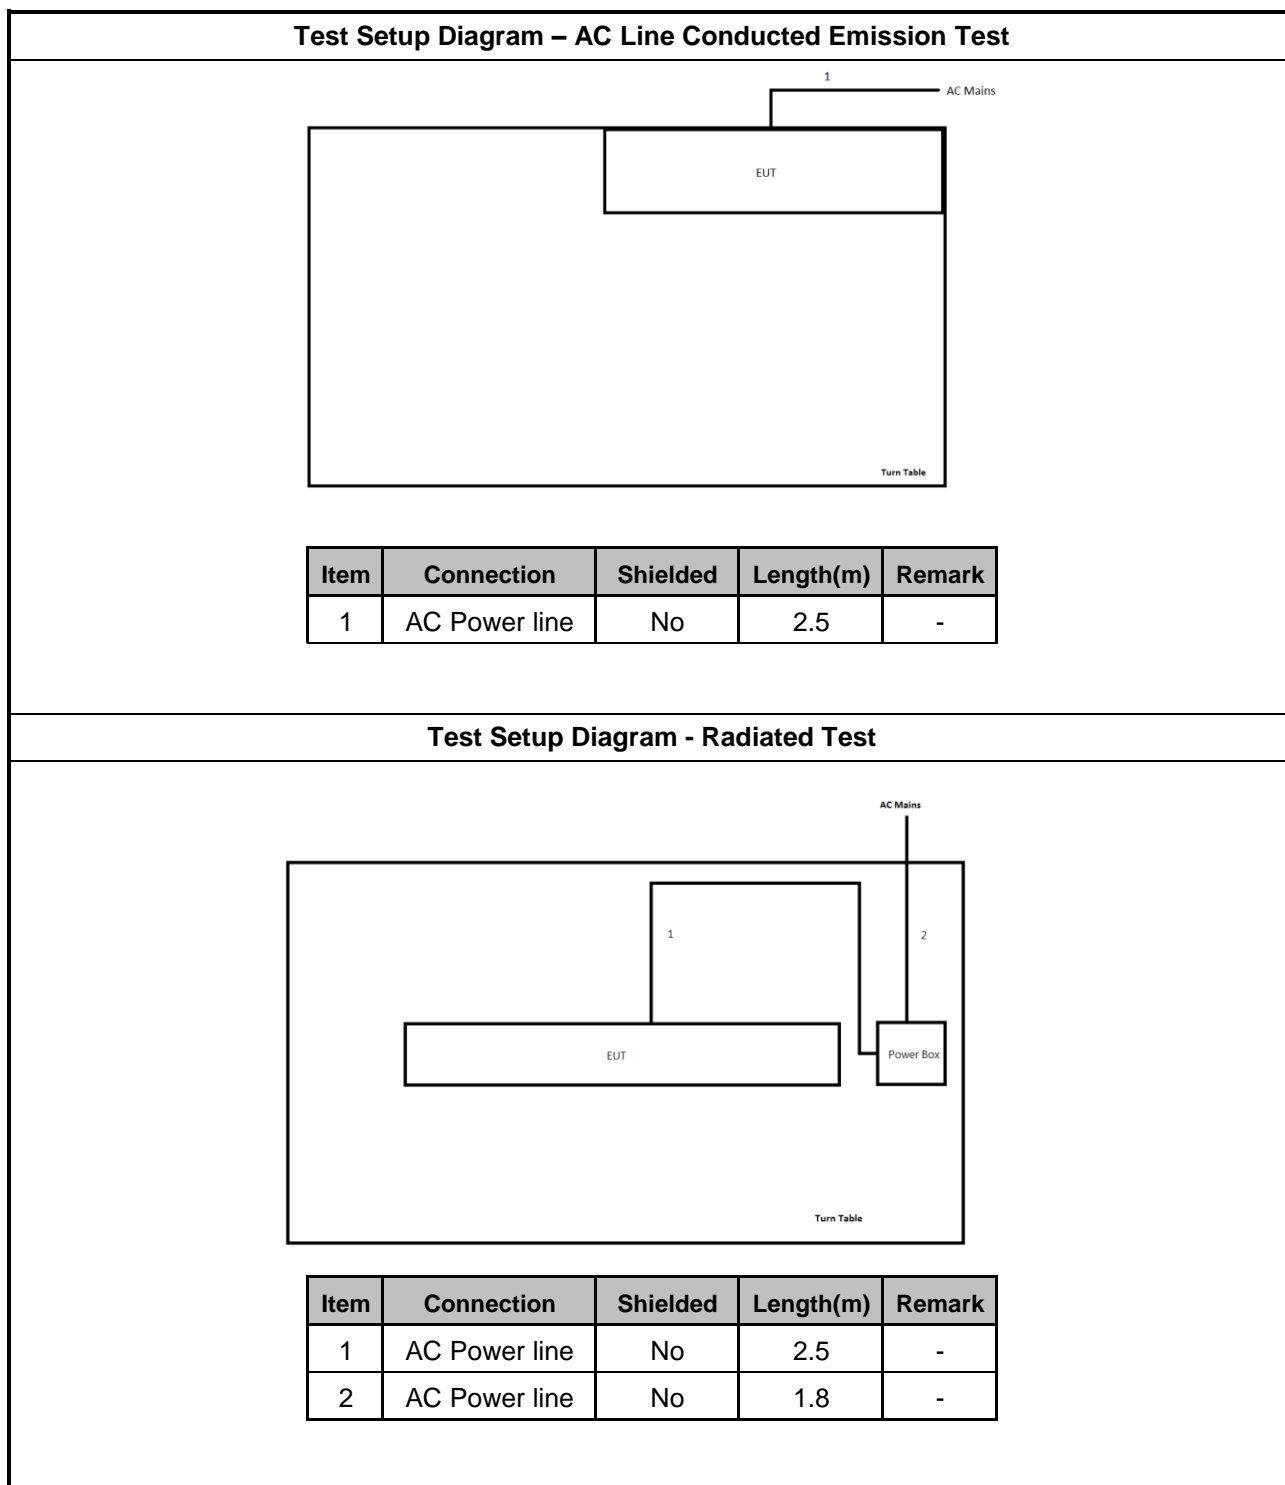 Test Setup Diagram – AC Line Conducted Emission Test
1
AC Mains
EUT
Turn Table
Item Connection Shielded Length(m) Remark
1 AC Power line No 2.5 -
Test Setup Diagram - Radiated Test
AC Mains
1
2
EUT
Power Box
Turn Table
Item Connection Shielded Length(m) Remark
1 AC Power line No 2.5 -
2 AC Power line No 1.8 -